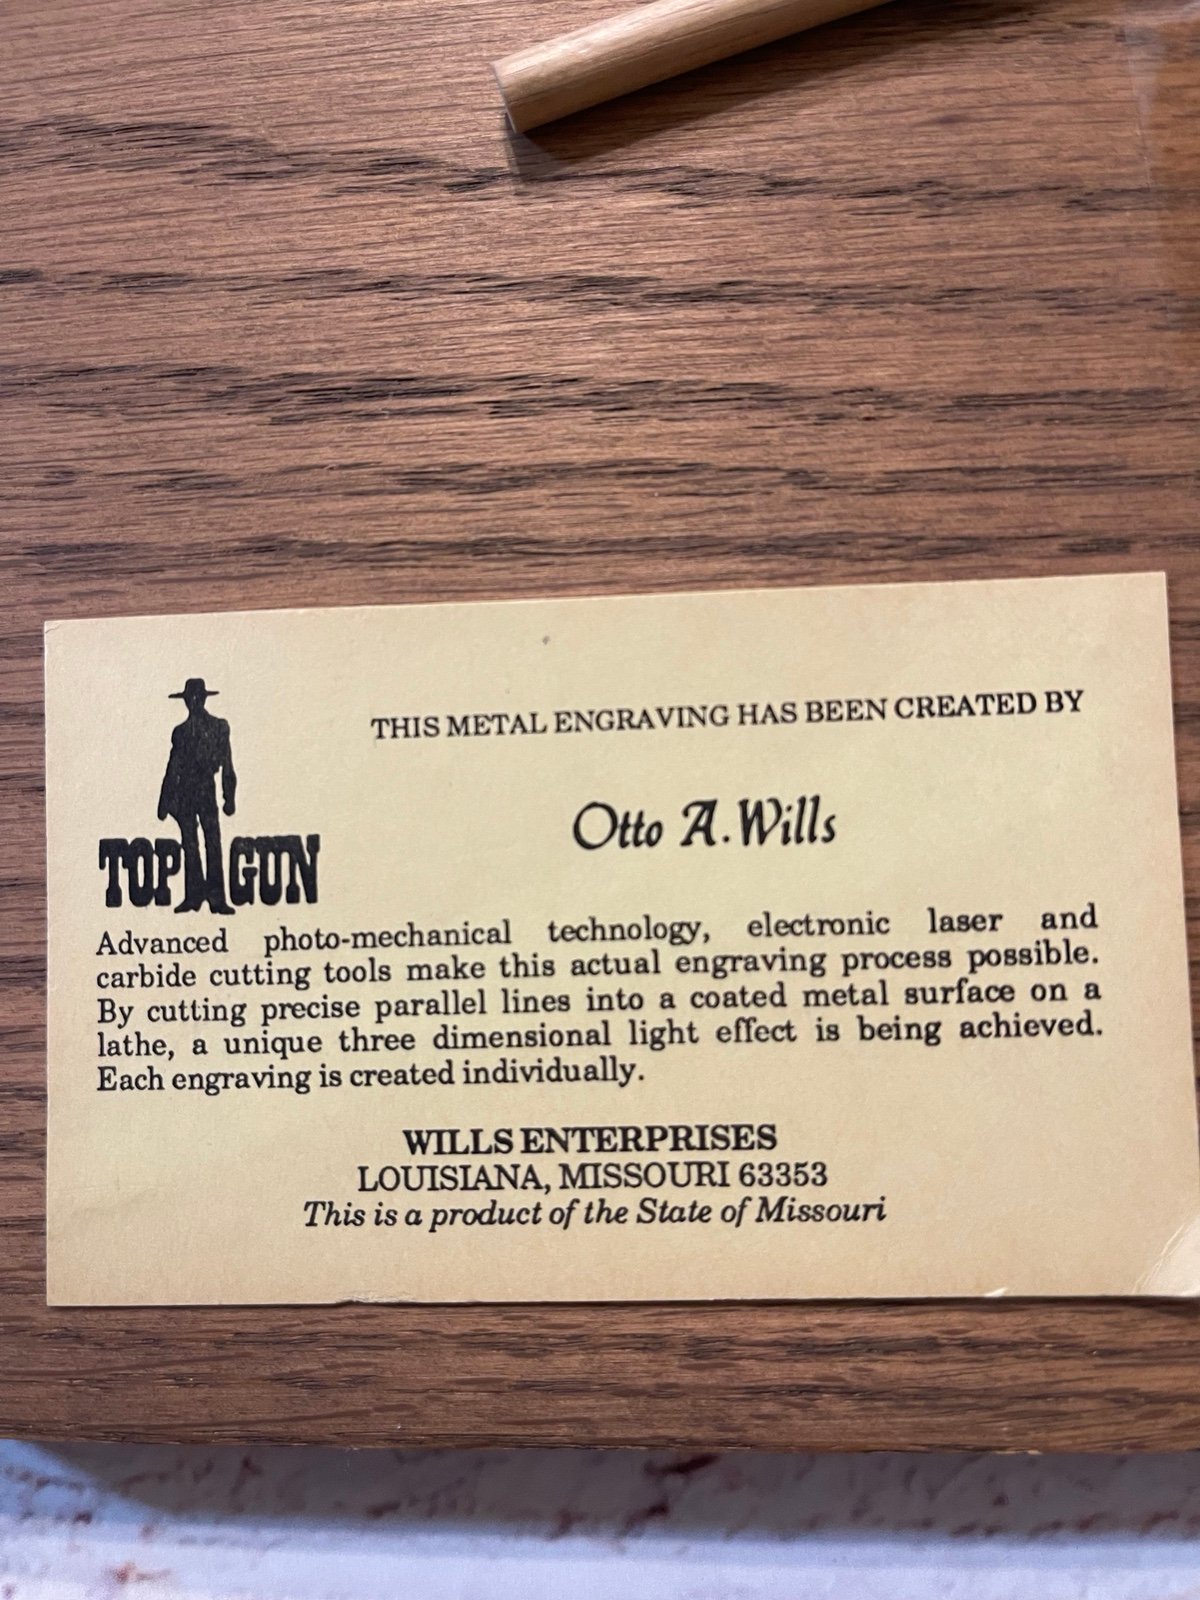 THIS METAL ENGRAVING HAS BEEN CREATED BY
Otto A. Wills
TOP GUN
Advanced photo-mechanical technology, electronic laser and
carbide cutting tools make this actual engraving process possible.
By cutting precise parallel lines into a coated metal surface on a
lathe, a unique three dimensional light effect is being achieved.
Each engraving is created individually.
WILLS ENTERPRISES
LOUISIANA, MISSOURI 63353
This is a product of the State of Missouri